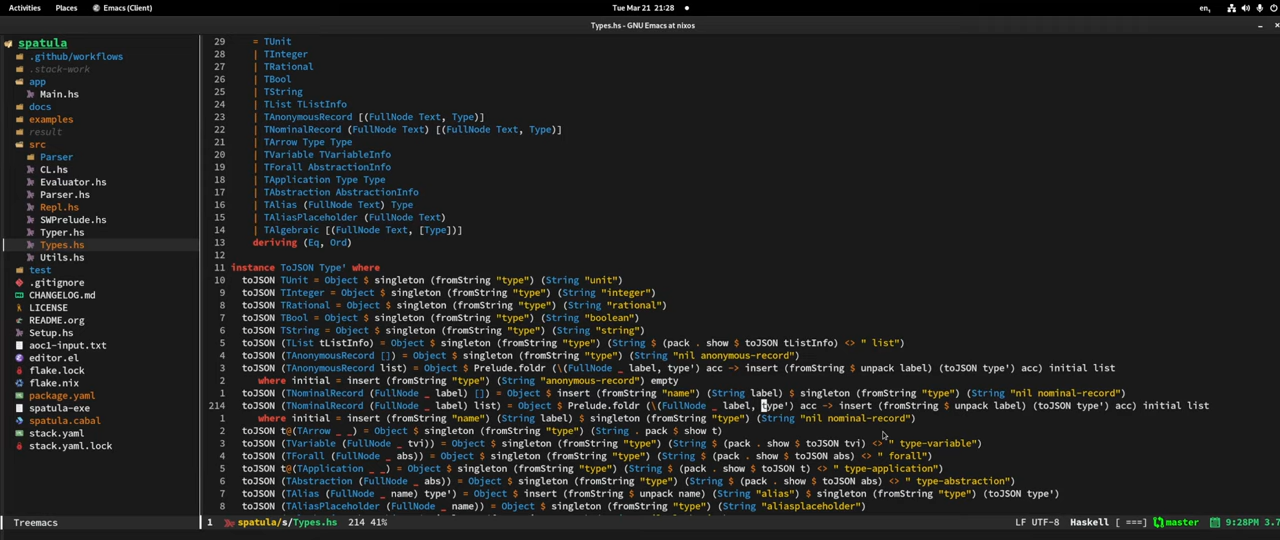 Activities Places Emacs (Client) Tue Mar 21 21:28 en,
Types.hs - GNU Emacs at nixos
spatula
.github/workflows
.stack-work
app
Main.hs
docs
examples
result
src
Parser
CL.hs
Evaluator.hs
Parser.hs
Repl.hs
SWPrelude.hs
Typer.hs
Types.hs
Utils.hs
test
.gitignore
CHANGELOG.md
LICENSE
README.org
Setup.hs
aoc1-input.txt
editor.el
flake.lock
flake.nix
package.yaml
spatula-exe
spatula.cabal
stack.yaml
stack.yaml.lock
29 = TUnit
28 | TInteger
27 | TRational
26 | TBool
25 | TString
24 | TList TListInfo
23 | TAnonymousRecord [(FullNode Text, Type)]
22 | TNominalRecord (FullNode Text) [(FullNode Text, Type)]
21 | TArrow Type Type
20 | TVariable TVariableInfo
19 | TForall AbstractionInfo
18 | TApplication Type Type
17 | TAbstraction AbstractionInfo
16 | TAlias (FullNode Text) Type
15 | TAliasPlaceholder (FullNode Text)
14 | TAlgebraic [(FullNode Text, [Type])]
13 deriving (Eq, Ord)
12
11 instance ToJSON Type' where
10 toJSON TUnit = Object $ singleton (fromString "type") (String "unit")
9 toJSON TInteger = Object $ singleton (fromString "type") (String "integer")
8 toJSON TRational = Object $ singleton (fromString "type") (String "rational")
7 toJSON TBool = Object $ singleton (fromString "type") (String "boolean")
6 toJSON TString = Object $ singleton (fromString "type") (String "string")
5 toJSON (TList tListInfo) = Object $ singleton (fromString "type") (String $ (pack . show $ toJSON tListInfo) <> " list")
4 toJSON (TAnonymousRecord []) = Object $ singleton (fromString "type") (String "nil anonymous-record")
3 toJSON (TAnonymousRecord list) = Object $ Prelude.foldr (\(FullNode _ label, type') acc -> insert (fromString $ unpack label) (toJSON type') acc) initial list
2 where initial = insert (fromString "type") (String "anonymous-record") empty
1 toJSON (TNominalRecord (FullNode _ label) []) = Object $ insert (fromString "name") (String label) $ singleton (fromString "type") (String "nil nominal-record")
214 toJSON (TNominalRecord (FullNode _ label) list) = Object $ Prelude.foldr (\(FullNode _ label, type') acc -> insert (fromString $ unpack label) (toJSON type') acc) initial list
1 where initial = insert (fromString "name") (String label) $ singleton (fromString "type") (String "nil nominal-record")
2 toJSON t@(TArrow _ _) = Object $ singleton (fromString "type") (String . pack $ show t)
3 toJSON (TVariable (FullNode _ tvi)) = Object $ singleton (fromString "type") (String $ (pack . show $ toJSON tvi) <> " type-variable")
4 toJSON (TForall (FullNode _ abs)) = Object $ singleton (fromString "type") (String $ (pack . show $ toJSON abs) <> " forall")
5 toJSON t@(TApplication _ _) = Object $ singleton (fromString "type") (String $ (pack . show $ toJSON t) <> " type-application")
6 toJSON (TAbstraction (FullNode _ abs)) = Object $ singleton (fromString "type") (String $ (pack . show $ toJSON abs) <> " type-abstraction")
7 toJSON (TAlias (FullNode _ name) type') = Object $ insert (fromString $ unpack name) (String "alias") $ singleton (fromString "type") (toJSON type')
8 toJSON (TAliasPlaceholder (FullNode _ name)) = Object $ singleton (fromString $ unpack name) (String "aliasplaceholder")
Treemacs 1 spatula/s/Types.hs 214 41% LF UTF-8 Haskell [ ===] master 9:28PM 3.7